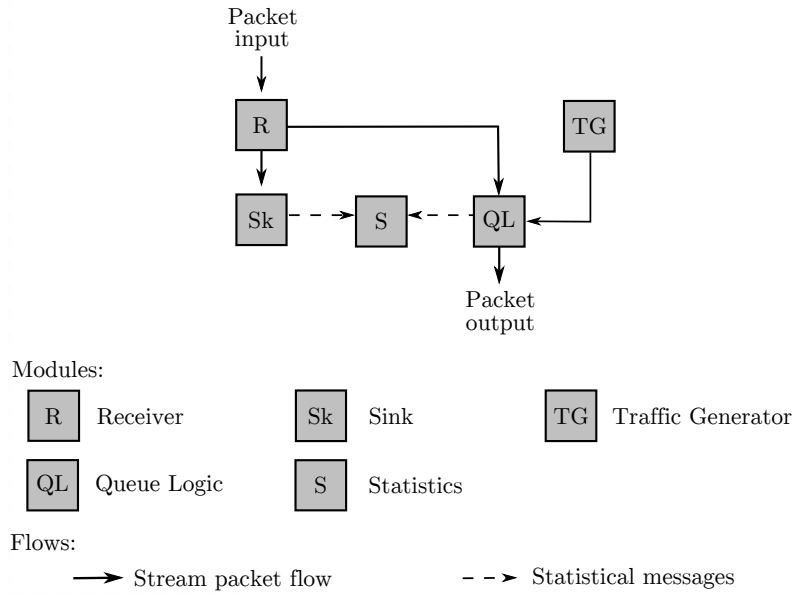 Packet
input
R
TG
Sk
S
QL
Packet
output
Modules:
R Receiver
Sk Sink
TG Traffic Generator
QL Queue Logic
S Statistics
Flows:
Stream packet flow
Statistical messages